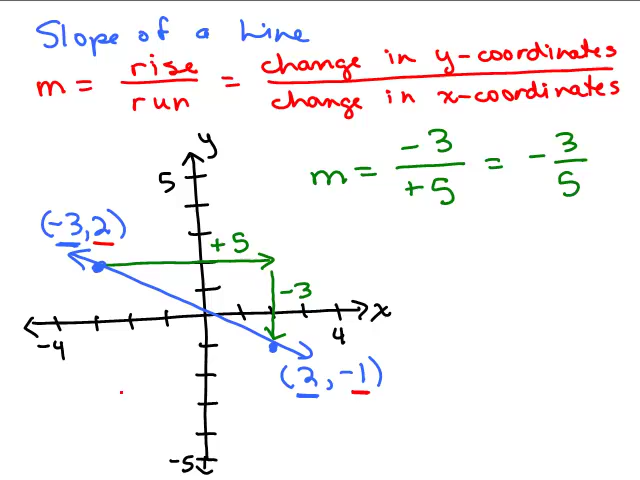 Slope of a Line
m = rise/run = change in y-coordinates/change in x-coordinates
m = -3/+5 = -3/5
y
5
(-3,2)
+5
-3
x
-4
4
(2,-1)
-5